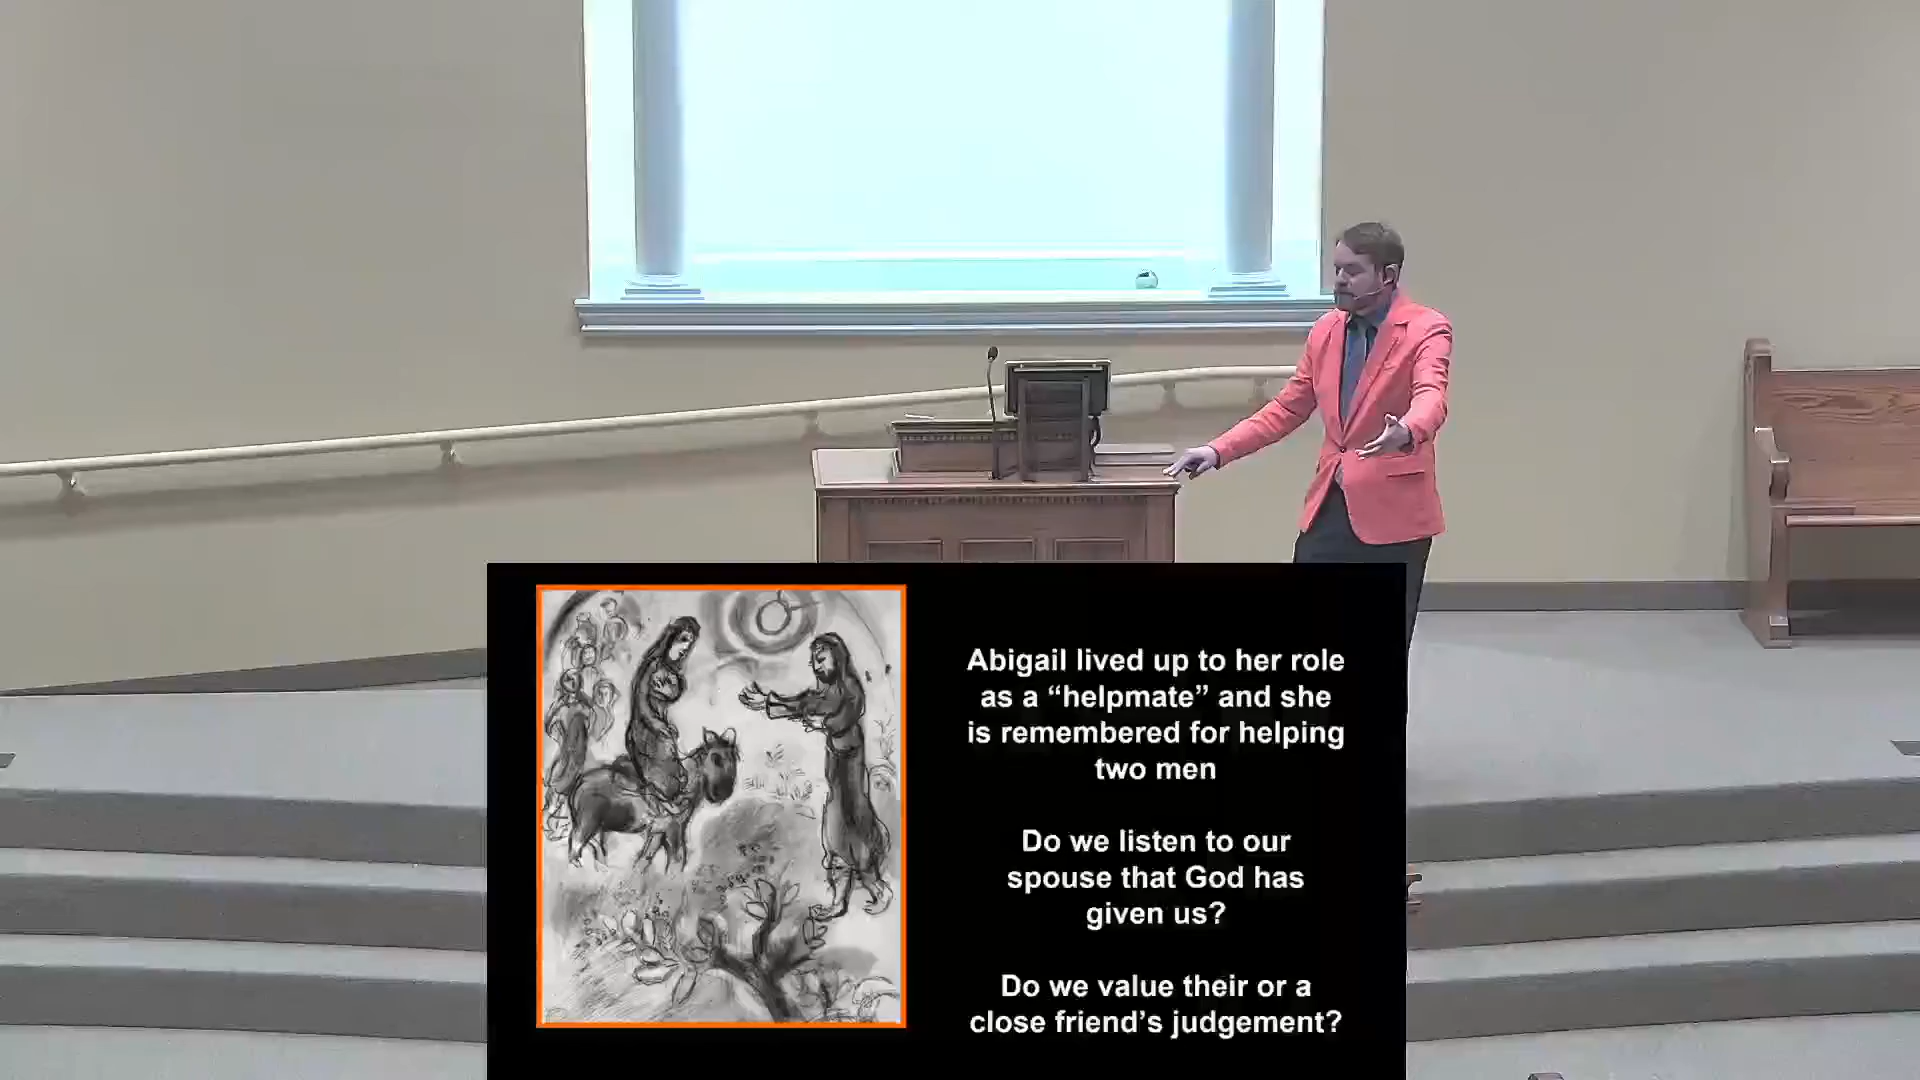 Abigail lived up to her role
as a “helpmate” and she
is remembered for helping
two men
Do we listen to our
spouse that God has
given us?
Do we value their or a
close friend’s judgement?